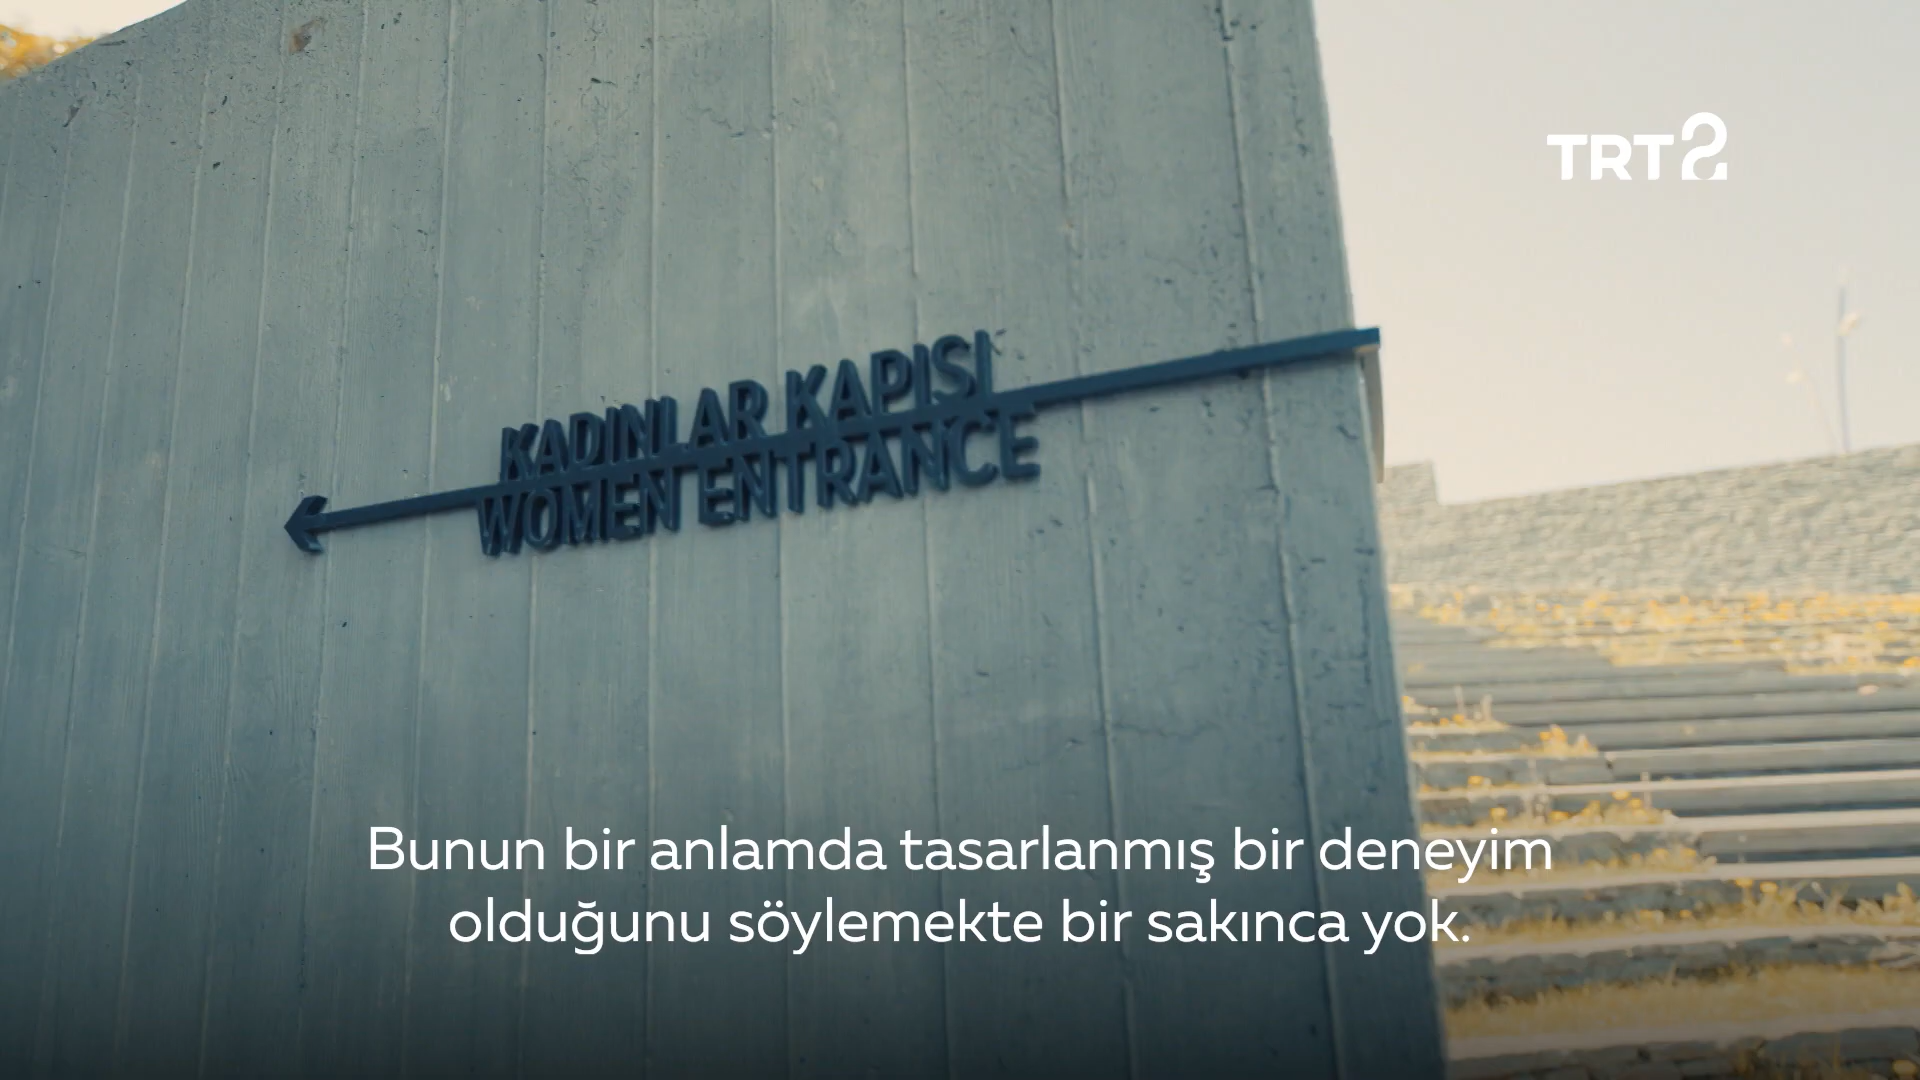 TRT2
KADINLAR KAPISI
WOMEN ENTRANCE
Bunun bir anlamda tasarlanmış bir deneyim
olduğunu söylemekte bir sakınca yok.